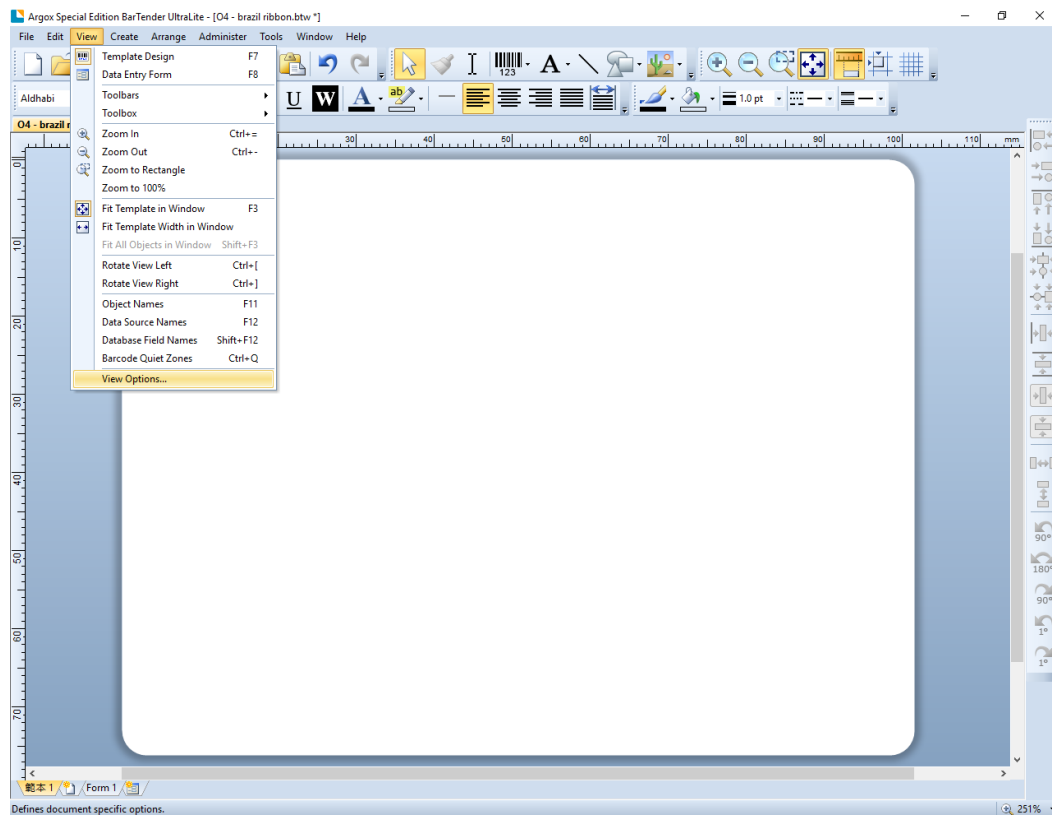 Argox Special Edition BarTender UltraLite - [O4 - brazil ribbon.btw *]
File Edit View Create Arrange Administer Tools Window Help
Template Design F7
Data Entry Form F8
Toolbars
Toolbox
Zoom In Ctrl+=
Zoom Out Ctrl+-
Zoom to Rectangle
Zoom to 100%
Fit Template in Window F3
Fit Template Width in Window
Fit All Objects in Window Shift+F3
Rotate View Left Ctrl+[
Rotate View Right Ctrl+]
Object Names F11
Data Source Names F12
Database Field Names Shift+F12
Barcode Quiet Zones Ctrl+Q
View Options...
123 A
Aldhabi U W A ab 1.0 pt
O4 - brazil r
30 40 50 60 70 80 90 100 110 mm
0
10
20
30
40
50
60
70
90°
180°
90°
1°
1°
範本 1 Form 1
Defines document specific options. 251%